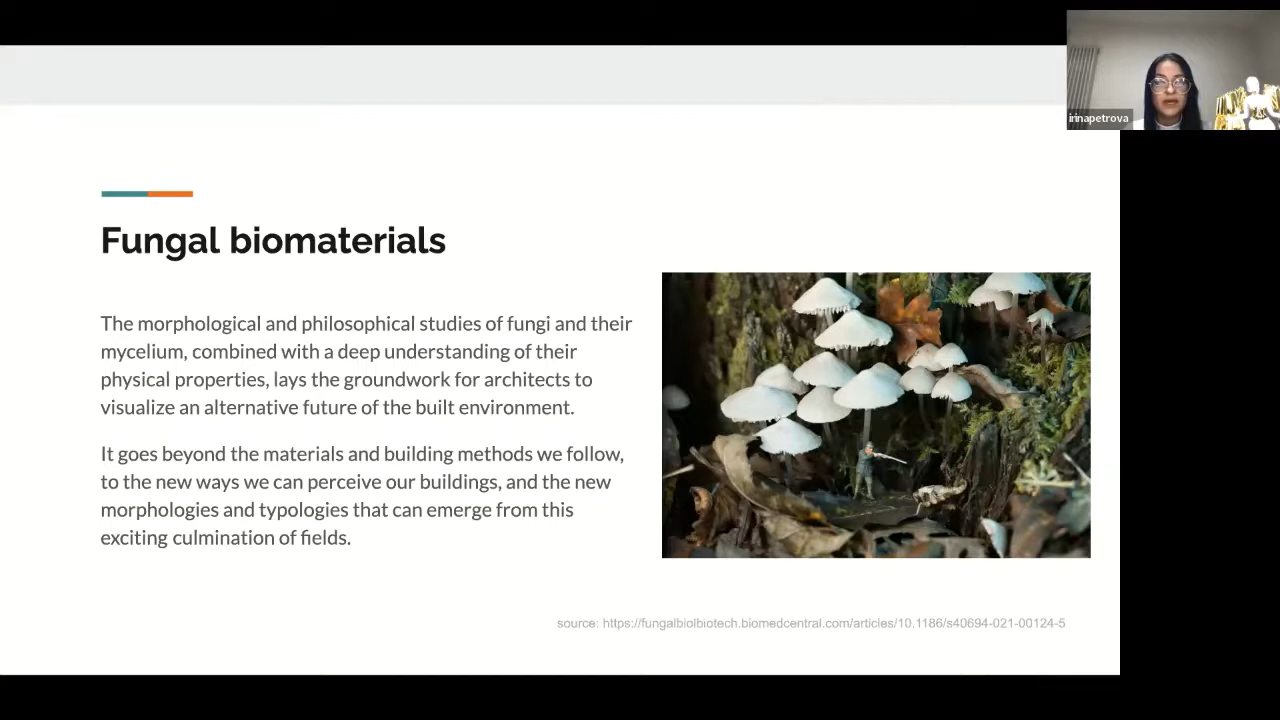 irinapetrova
Fungal biomaterials
The morphological and philosophical studies of fungi and their
mycelium, combined with a deep understanding of their
physical properties, lays the groundwork for architects to
visualize an alternative future of the built environment.
It goes beyond the materials and building methods we follow,
to the new ways we can perceive our buildings, and the new
morphologies and typologies that can emerge from this
exciting culmination of fields.
source: https://fungalbiolbiotech.biomedcentral.com/articles/10.1186/s40694-021-00124-5